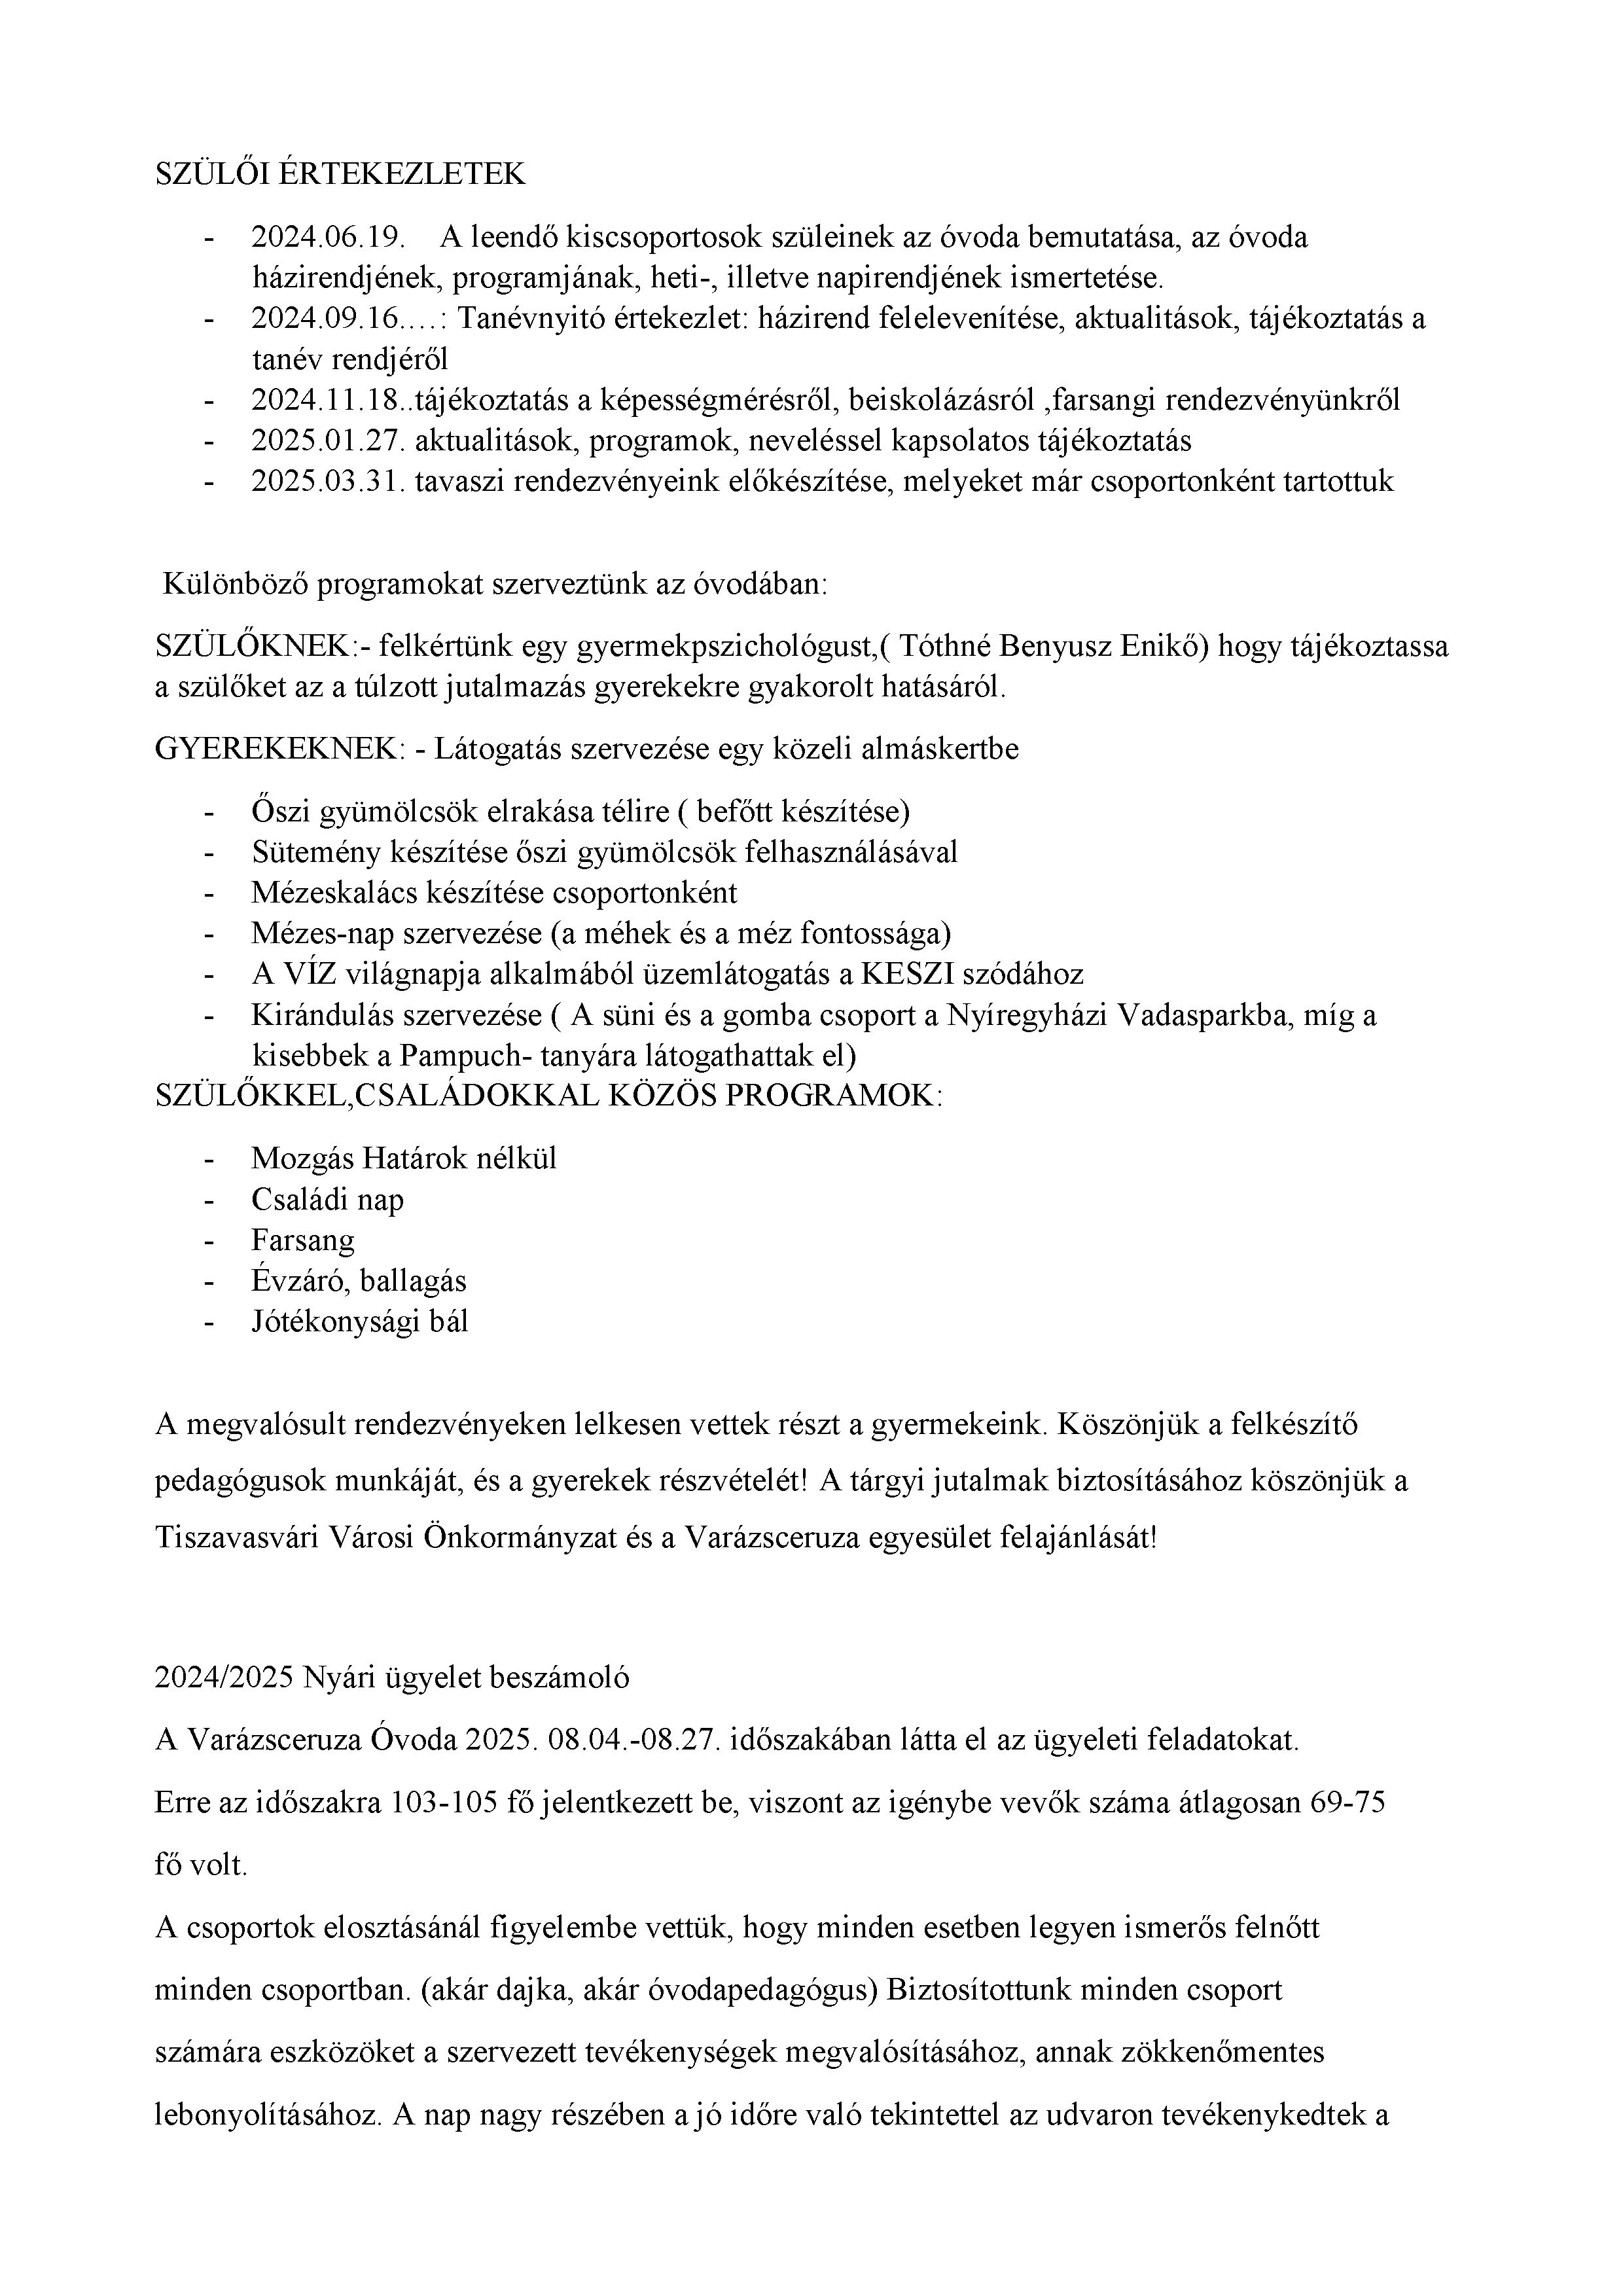 SZÜLŐI ÉRTEKEZLETEK
- 2024.06.19. A leendő kiscsoportosok szüleinek az óvoda bemutatása, az óvoda
házirendjének, programjának, heti-, illetve napirendjének ismertetése.
- 2024.09.16.…: Tanévnyitó értekezlet: házirend felelevenítése, aktualitások, tájékoztatás a
tanév rendjéről
- 2024.11.18..tájékoztatás a képességmérésről, beiskolázásról ,farsangi rendezvényünkről
- 2025.01.27. aktualitások, programok, neveléssel kapsolatos tájékoztatás
- 2025.03.31. tavaszi rendezvényeink előkészítése, melyeket már csoportonként tartottuk
Különböző programokat szerveztünk az óvodában:
SZÜLŐKNEK:- felkértünk egy gyermekpszichológust,( Tóthné Benyusz Enikő) hogy tájékoztassa
a szülőket az a túlzott jutalmazás gyerekekre gyakorolt hatásáról.
GYEREKEKNEK: - Látogatás szervezése egy közeli almáskertbe
- Őszi gyümölcsök elrakása télire ( befőtt készítése)
- Sütemény készítése őszi gyümölcsök felhasználásával
- Mézeskalács készítése csoportonként
- Mézes-nap szervezése (a méhek és a méz fontossága)
- A VÍZ világnapja alkalmából üzemlátogatás a KESZI szódához
- Kirándulás szervezése ( A süni és a gomba csoport a Nyíregyházi Vadasparkba, míg a
kisebbek a Pampuch- tanyára látogathattak el)
SZÜLŐKKEL,CSALÁDOKKAL KÖZÖS PROGRAMOK:
- Mozgás Határok nélkül
- Családi nap
- Farsang
- Évzáró, ballagás
- Jótékonysági bál
A megvalósult rendezvényeken lelkesen vettek részt a gyermekeink. Köszönjük a felkészítő
pedagógusok munkáját, és a gyerekek részvételét! A tárgyi jutalmak biztosításához köszönjük a
Tiszavasvári Városi Önkormányzat és a Varázsceruza egyesület felajánlását!
2024/2025 Nyári ügyelet beszámoló
A Varázsceruza Óvoda 2025. 08.04.-08.27. időszakában látta el az ügyeleti feladatokat.
Erre az időszakra 103-105 fő jelentkezett be, viszont az igénybe vevők száma átlagosan 69-75
fő volt.
A csoportok elosztásánál figyelembe vettük, hogy minden esetben legyen ismerős felnőtt
minden csoportban. (akár dajka, akár óvodapedagógus) Biztosítottunk minden csoport
számára eszközöket a szervezett tevékenységek megvalósításához, annak zökkenőmentes
lebonyolításához. A nap nagy részében a jó időre való tekintettel az udvaron tevékenykedtek a